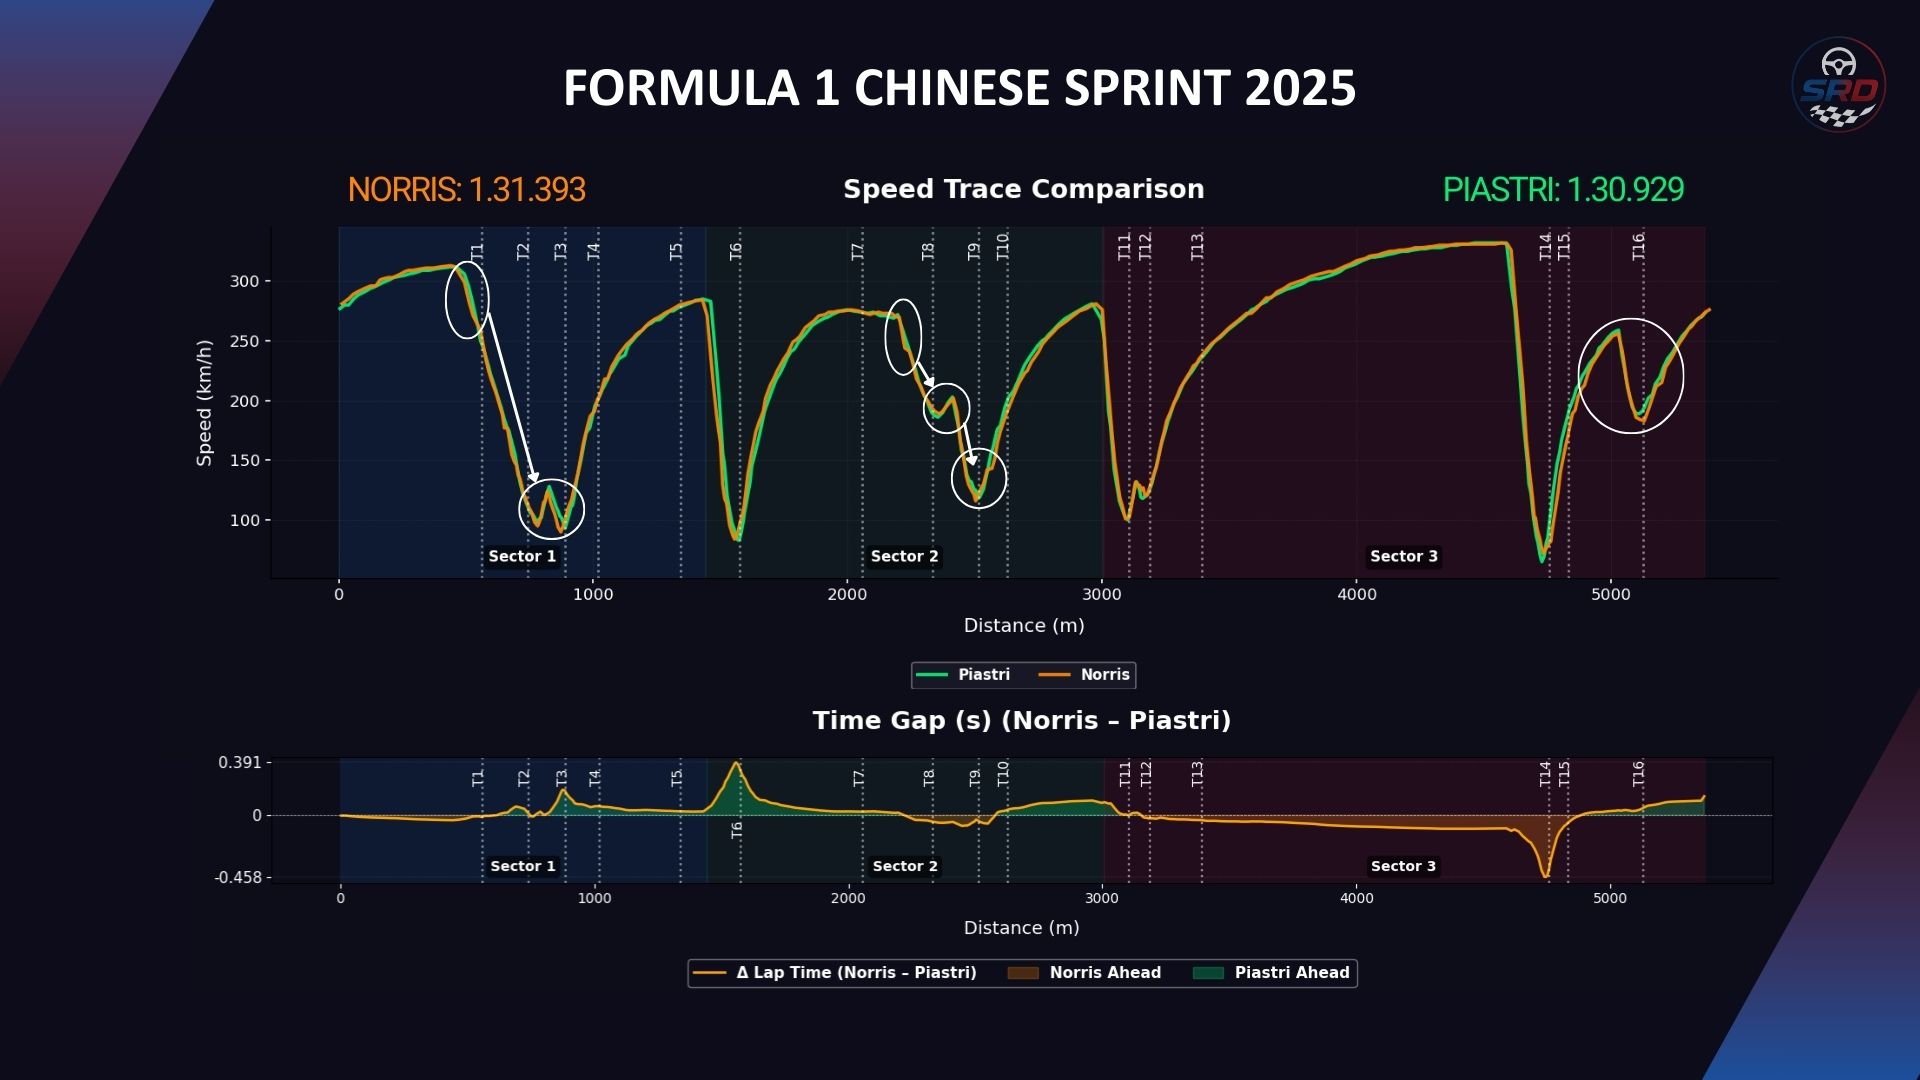 FORMULA 1 CHINESE SPRINT 2025
SRD
NORRIS: 1.31.393
Speed Trace Comparison
PIASTRI: 1.30.929
T1 T2 T3 T4 T5 T6 T7 T8 T9 T10 T11 T12 T13 T14 T15 T16
300
250
200
150
100
Speed (km/h)
Sector 1 Sector 2 Sector 3
0 1000 2000 3000 4000 5000
Distance (m)
Piastri Norris
Time Gap (s) (Norris – Piastri)
0.391
0
-0.458
T1 T2 T3 T4 T5 T6 T7 T8 T9 T10 T11 T12 T13 T14 T15 T16
Sector 1 Sector 2 Sector 3
0 1000 2000 3000 4000 5000
Distance (m)
Δ Lap Time (Norris – Piastri) Norris Ahead Piastri Ahead